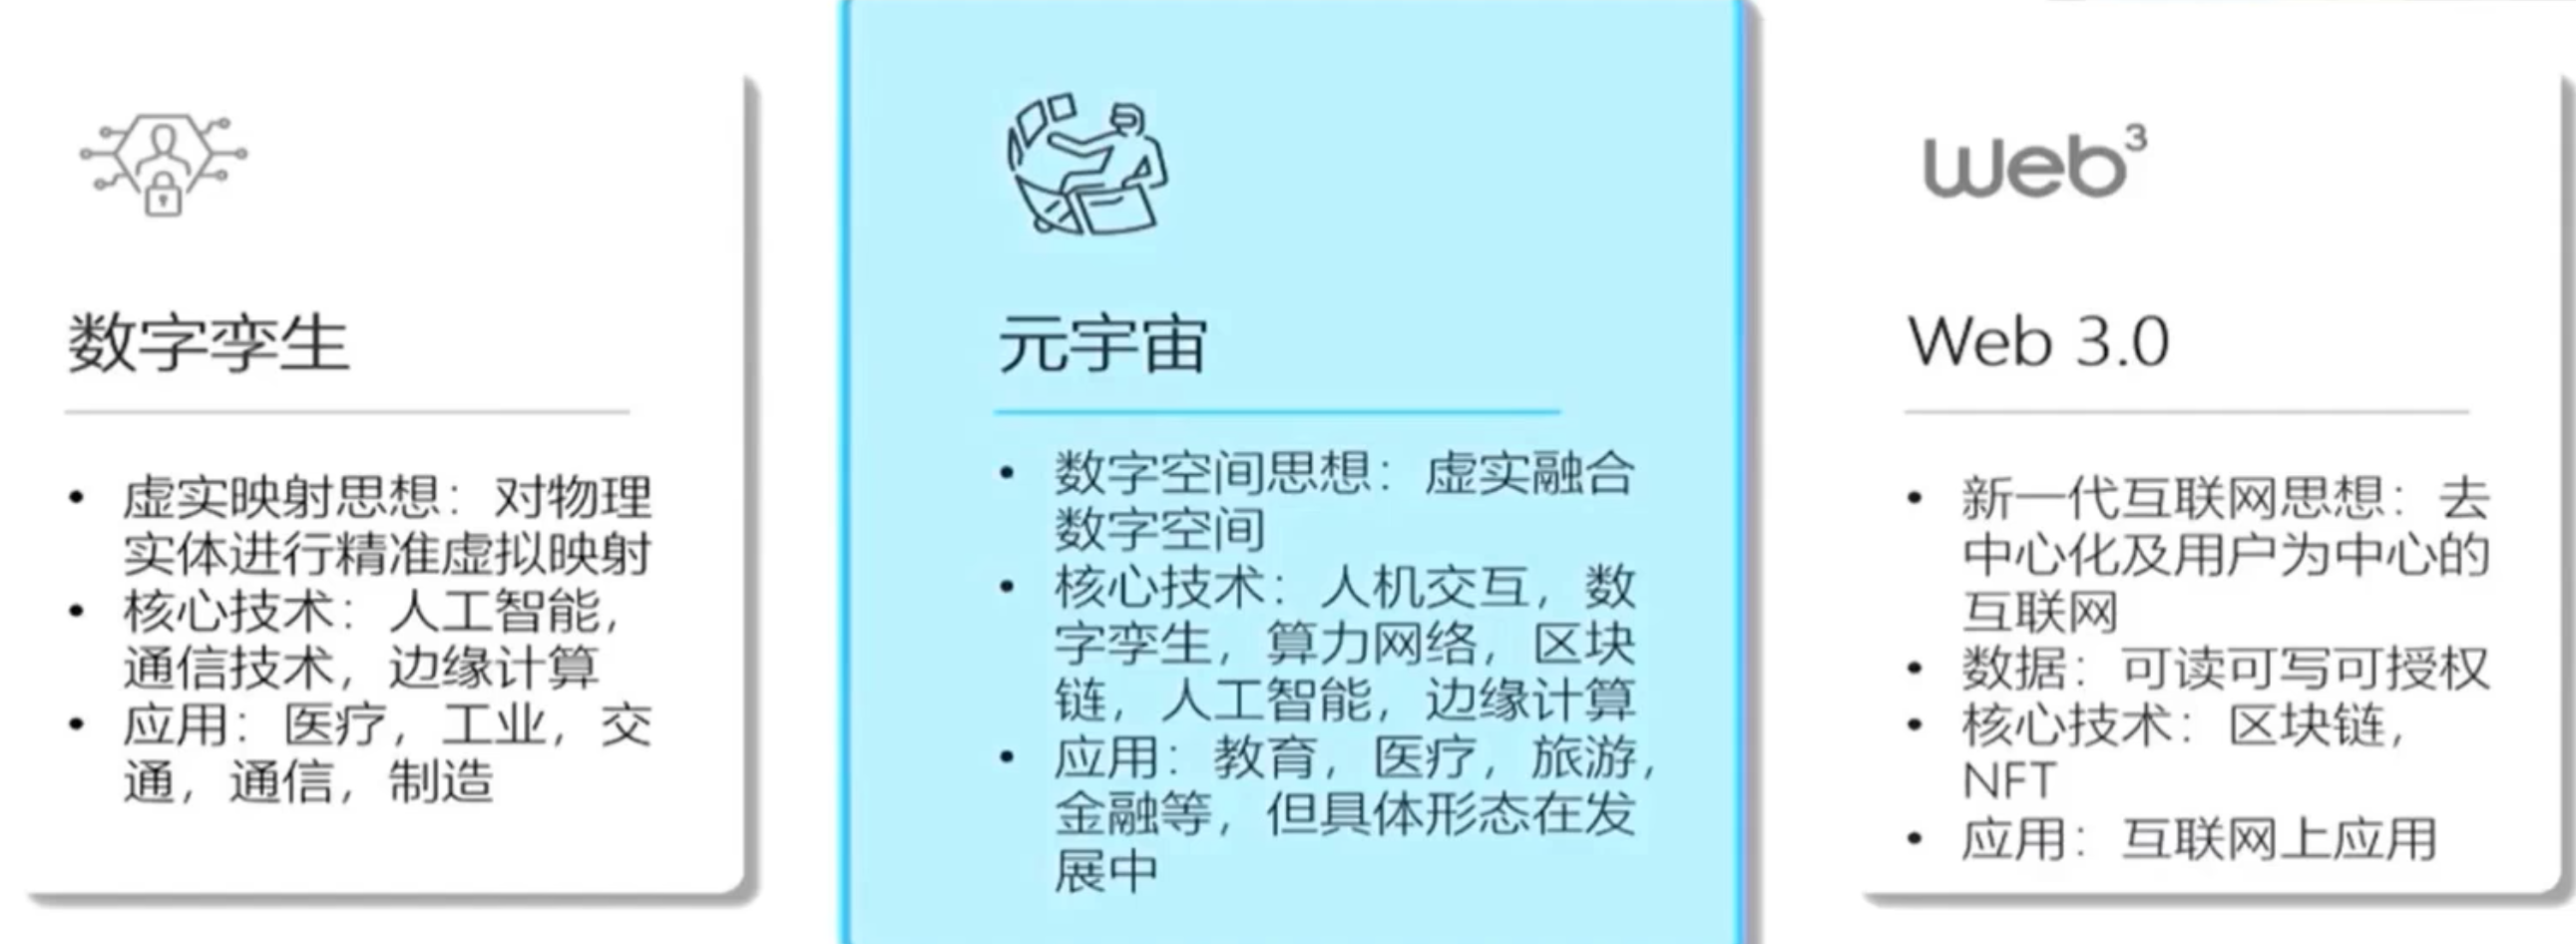 数字孪生
• 虚实映射思想：对物理
实体进行精准虚拟映射
• 核心技术：人工智能，
通信技术，边缘计算
• 应用：医疗，工业，交
通，通信，制造
元宇宙
• 数字空间思想：虚实融合
数字空间
• 核心技术：人机交互，数
字孪生，算力网络，区块
链，人工智能，边缘计算
• 应用：教育，医疗，旅游，
金融等，但具体形态在发
展中
web³
Web 3.0
• 新一代互联网思想：去
中心化及用户为中心的
互联网
• 数据：可读可写可授权
• 核心技术：区块链，
NFT
• 应用：互联网上应用